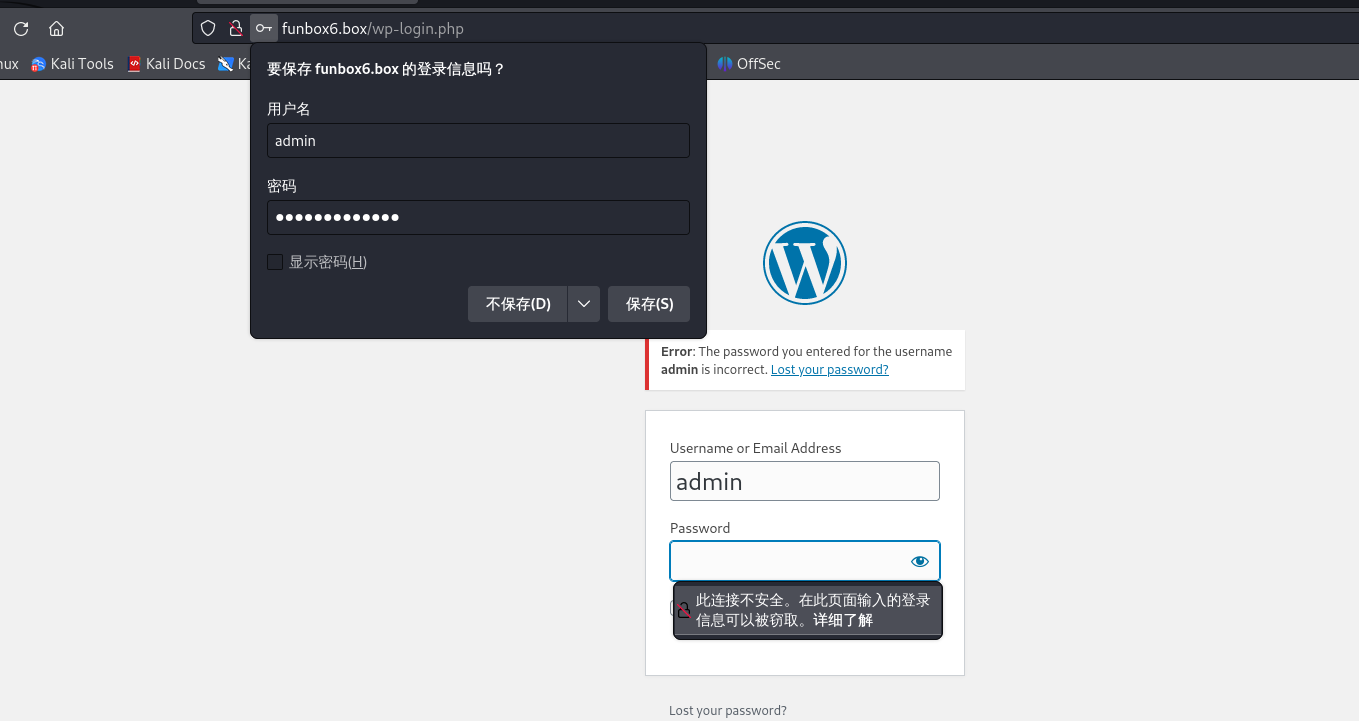 funbox6.box/wp-login.php
nux Kali Tools Kali Docs Ka OffSec
要保存 funbox6.box 的登录信息吗？
用户名
admin
密码
●●●●●●●●●●●●●
显示密码(H)
不保存(D) 保存(S)
Error: The password you entered for the username
admin is incorrect. Lost your password?
Username or Email Address
admin
Password
此连接不安全。在此页面输入的登录
信息可以被窃取。详细了解
Lost your password?